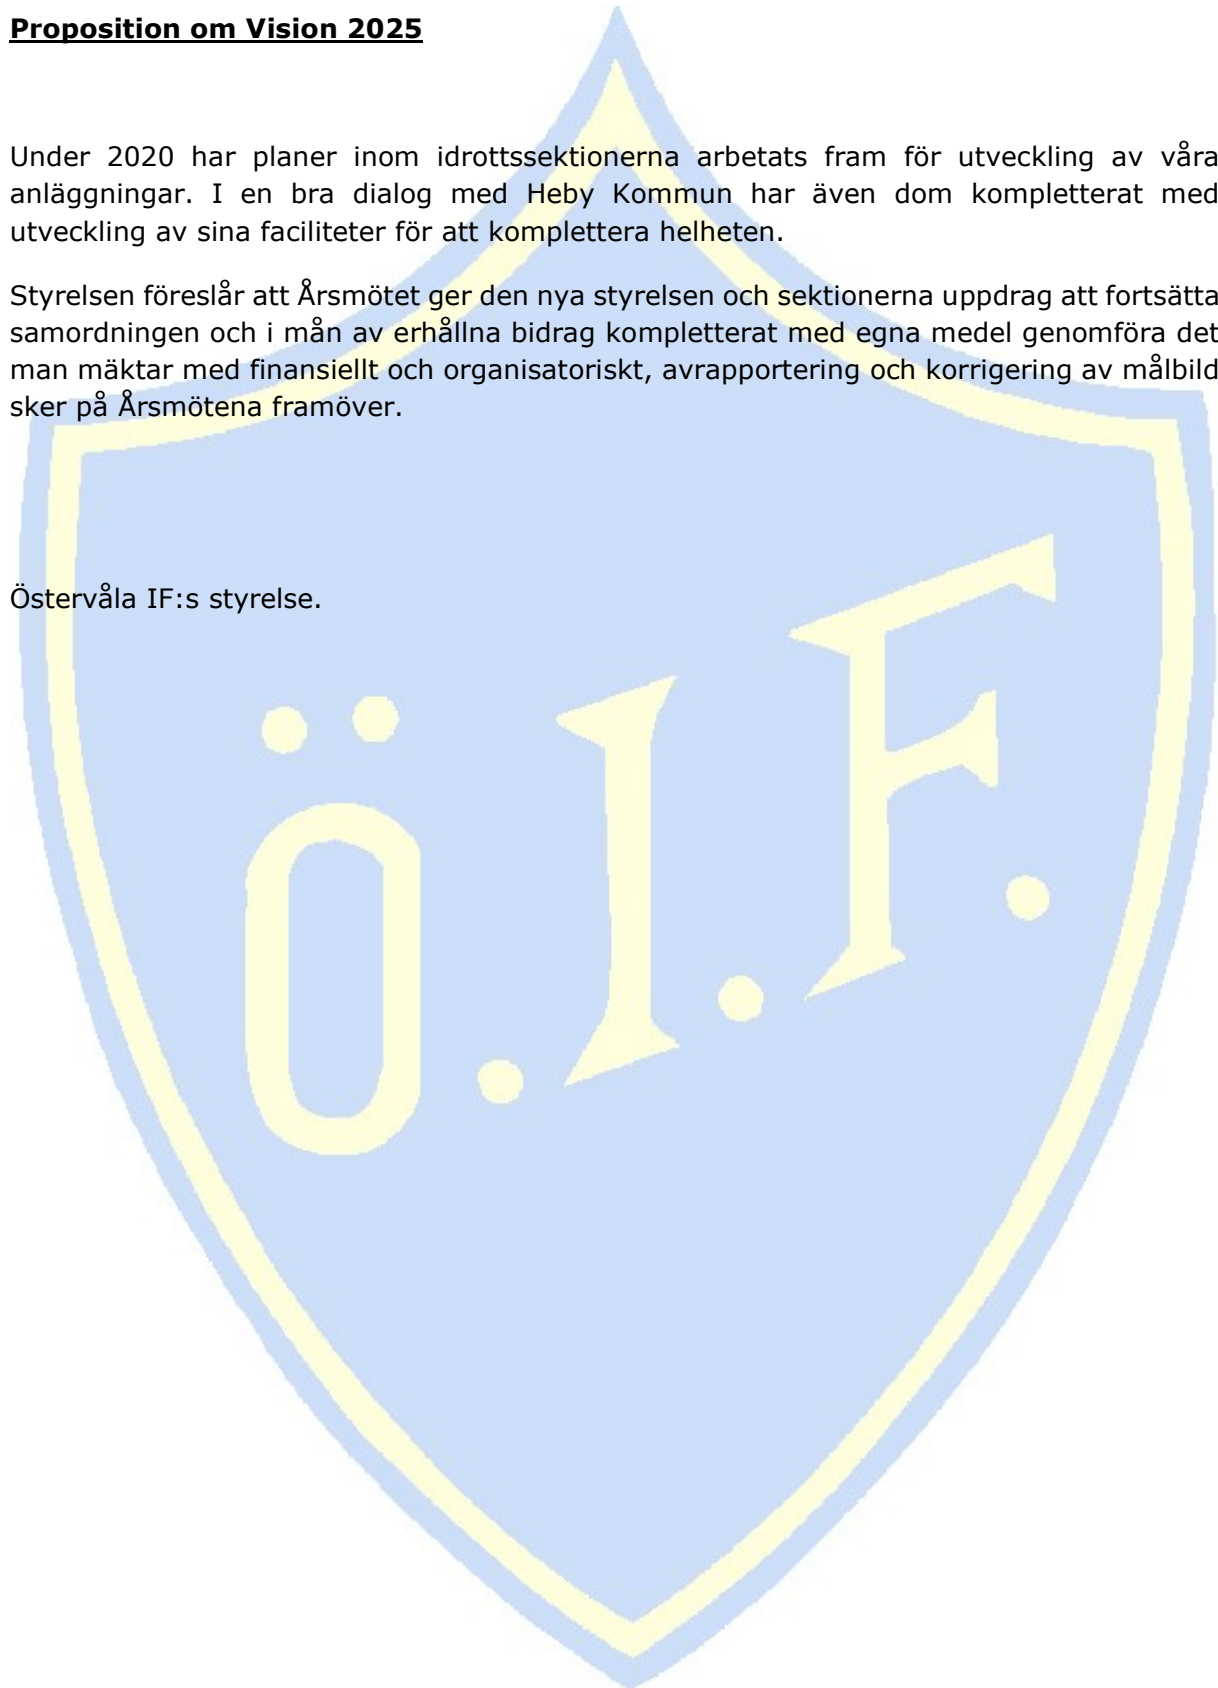 Proposition om Vision 2025
Under 2020 har planer inom idrottssektionerna arbetats fram för utveckling av våra
anläggningar. I en bra dialog med Heby Kommun har även dom kompletterat med
utveckling av sina faciliteter för att komplettera helheten.
Styrelsen föreslår att Årsmötet ger den nya styrelsen och sektionerna uppdrag att fortsätta
samordningen och i mån av erhållna bidrag kompletterat med egna medel genomföra det
man mäktar med finansiellt och organisatoriskt, avrapportering och korrigering av målbild
sker på Årsmötena framöver.
Östervåla IF:s styrelse.
Ö.I.F.